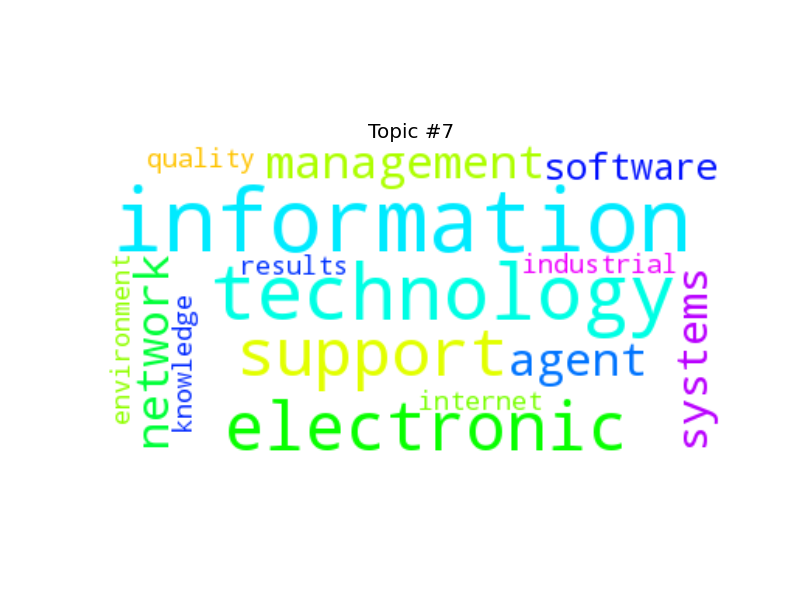 Topic #7
quality
management
software
information
results
industrial
technology
environment
network
knowledge
support
agent
systems
internet
electronic